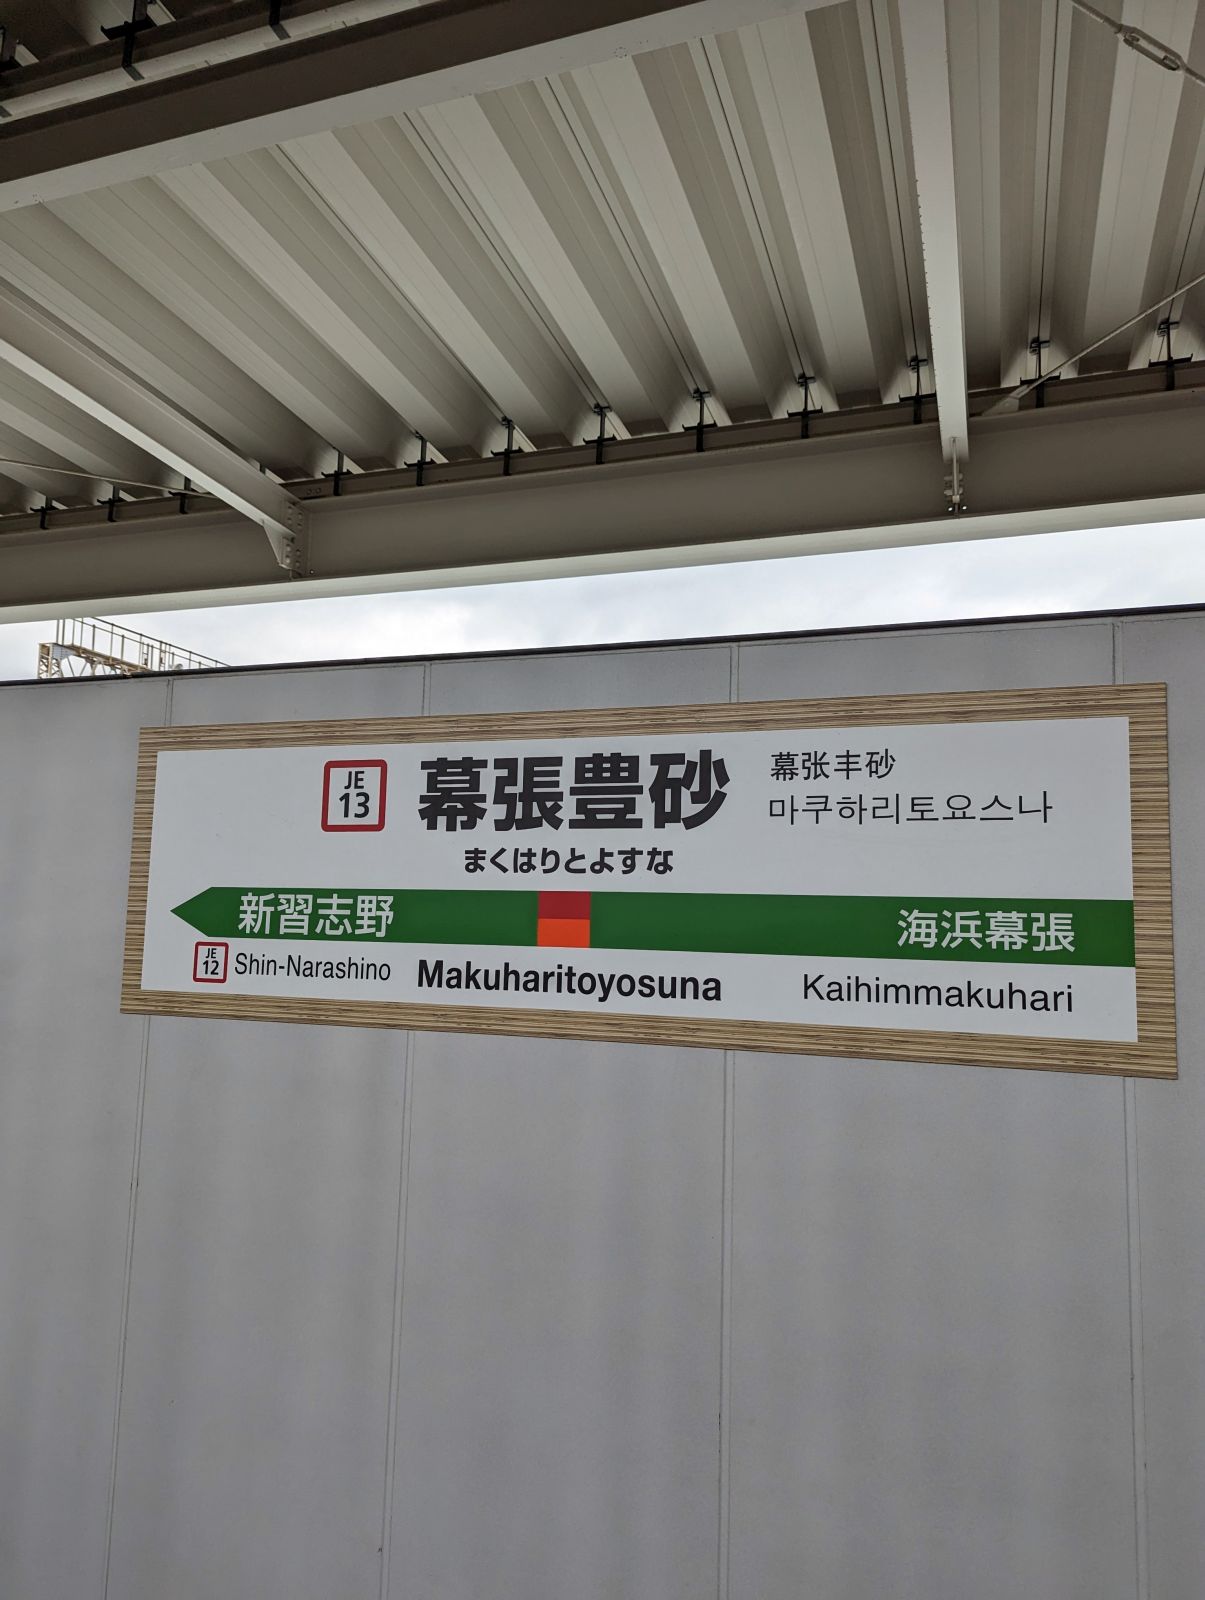 JE
13
幕張豊砂
幕张丰砂
마쿠하리토요스나
まくはりとよすな
新習志野
海浜幕張
JE
12
Shin-Narashino
Makuharitoyosuna
Kaihimmakuhari